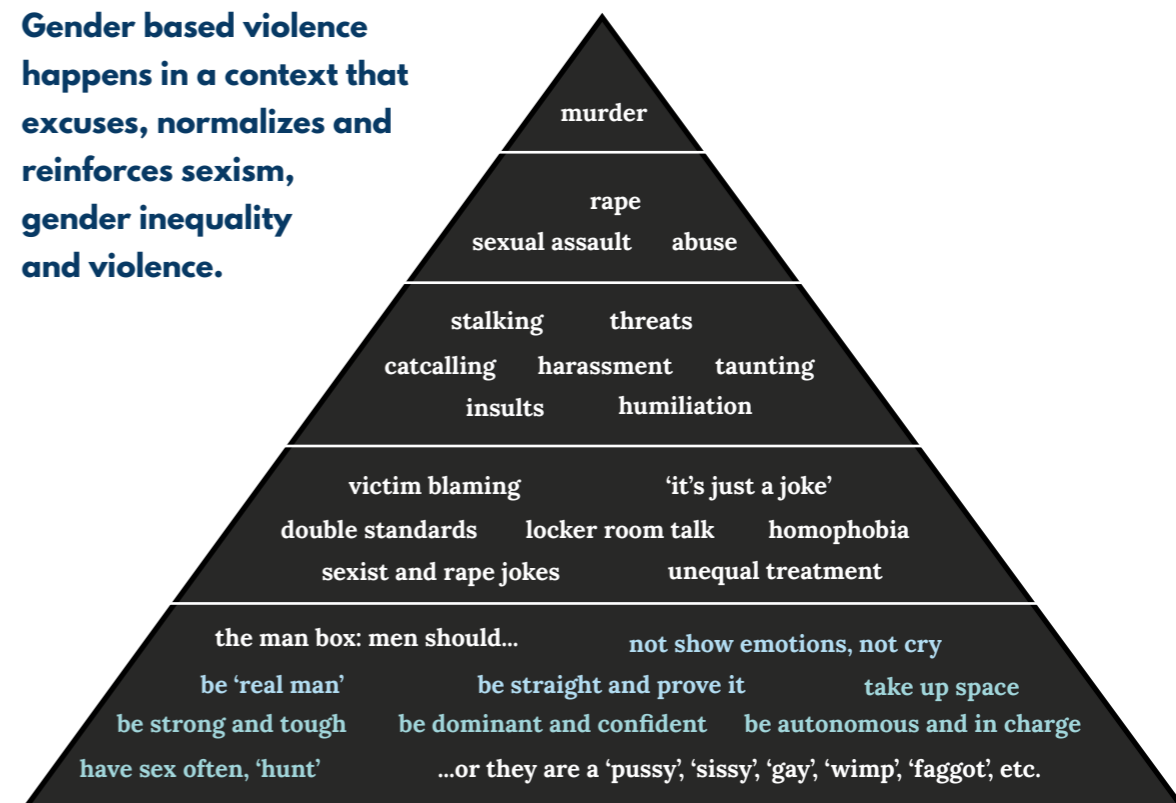 Gender based violence
happens in a context that
excuses, normalizes and
reinforces sexism,
gender inequality
and violence.
murder
rape
sexual assault abuse
stalking threats
catcalling harassment taunting
insults humiliation
victim blaming ‘it’s just a joke’
double standards locker room talk homophobia
sexist and rape jokes unequal treatment
the man box: men should... not show emotions, not cry
be ‘real man’ be straight and prove it take up space
be strong and tough be dominant and confident be autonomous and in charge
have sex often, ‘hunt’ ...or they are a ‘pussy’, ‘sissy’, ‘gay’, ‘wimp’, ‘faggot’, etc.